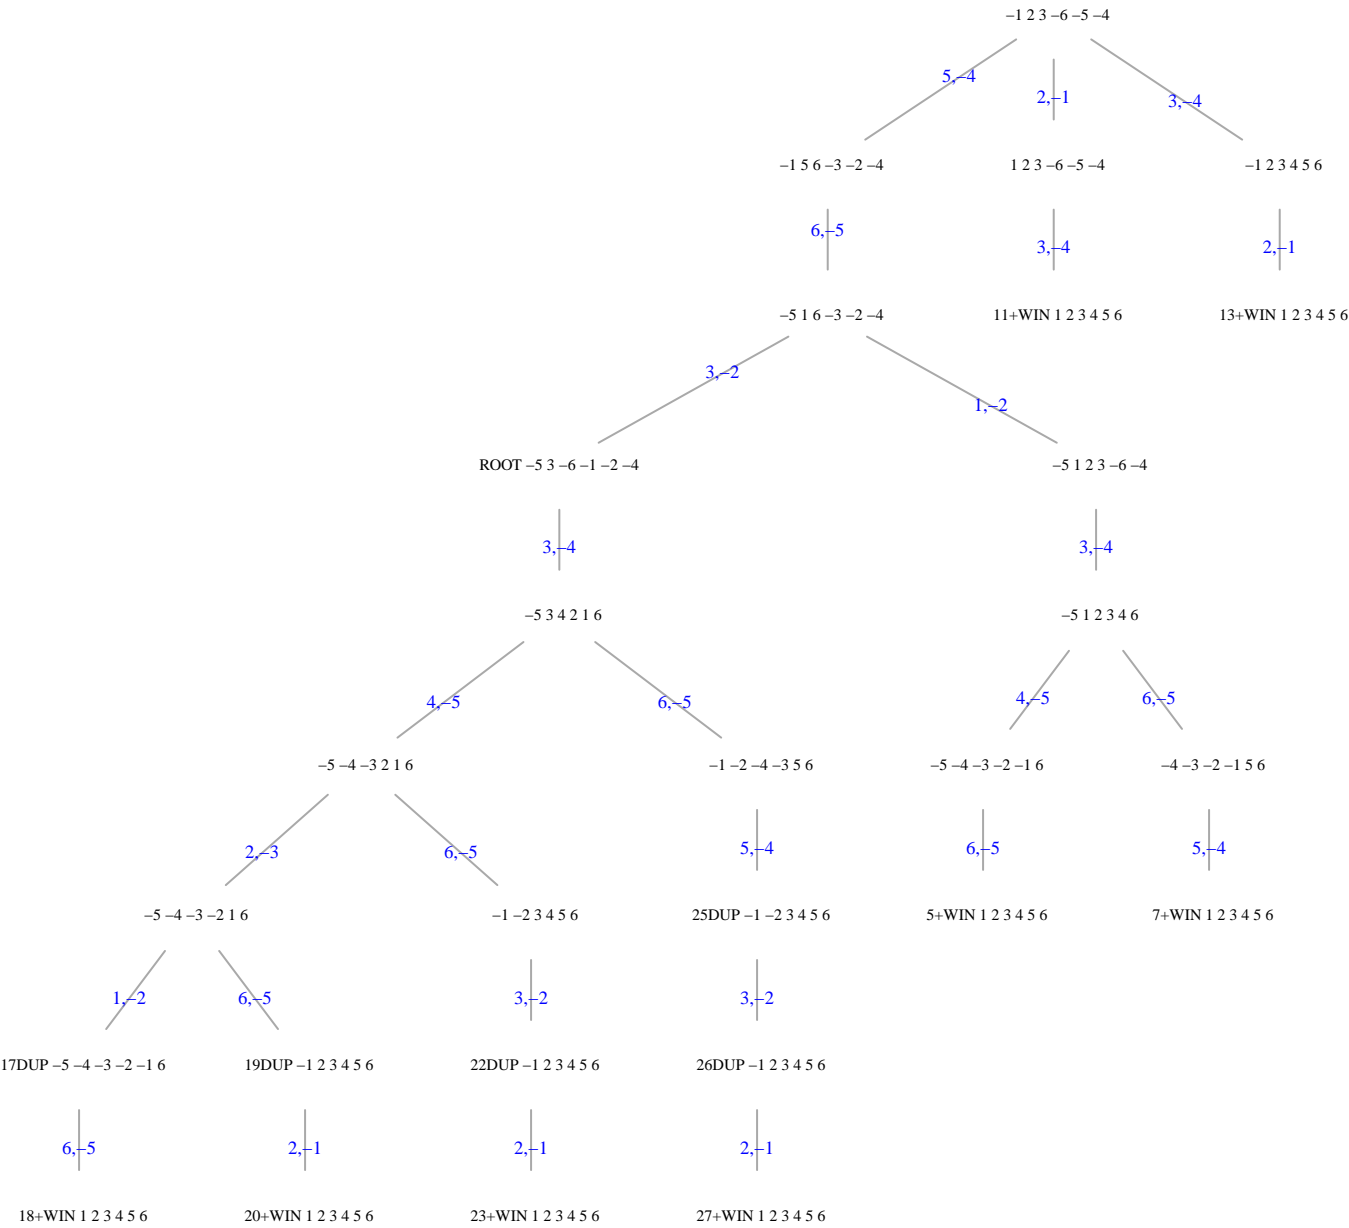 –1 2 3 –6 –5 –4
5,–4
2,–1
3,–4
–1 5 6 –3 –2 –4
1 2 3 –6 –5 –4
–1 2 3 4 5 6
6,–5
3,–4
2,–1
–5 1 6 –3 –2 –4
11+WIN 1 2 3 4 5 6
13+WIN 1 2 3 4 5 6
3,–2
1,–2
ROOT –5 3 –6 –1 –2 –4
–5 1 2 3 –6 –4
3,–4
3,–4
–5 3 4 2 1 6
–5 1 2 3 4 6
4,–5
6,–5
4,–5
6,–5
–5 –4 –3 2 1 6
–1 –2 –4 –3 5 6
–5 –4 –3 –2 –1 6
–4 –3 –2 –1 5 6
2,–3
6,–5
5,–4
6,–5
5,–4
–5 –4 –3 –2 1 6
–1 –2 3 4 5 6
25DUP –1 –2 3 4 5 6
5+WIN 1 2 3 4 5 6
7+WIN 1 2 3 4 5 6
1,–2
6,–5
3,–2
3,–2
17DUP –5 –4 –3 –2 –1 6
19DUP –1 2 3 4 5 6
22DUP –1 2 3 4 5 6
26DUP –1 2 3 4 5 6
6,–5
2,–1
2,–1
2,–1
18+WIN 1 2 3 4 5 6
20+WIN 1 2 3 4 5 6
23+WIN 1 2 3 4 5 6
27+WIN 1 2 3 4 5 6